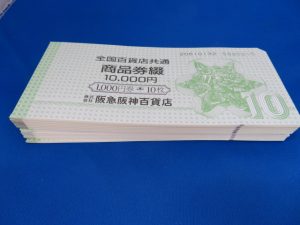 全国百貨店共通
商品券綴
10,000円
1,000円券 10枚
株式会社 阪急阪神百貨店
10